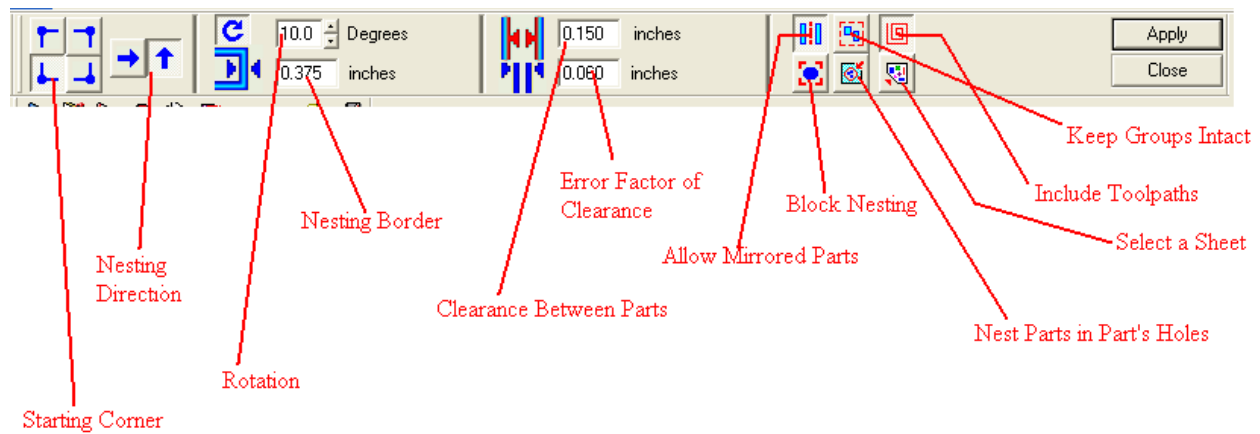 10.0 Degrees 0.150 inches Apply
0.375 inches 0.060 inches Close
Keep Groups Intact
Error Factor of
Clearance
Include Toolpaths
Block Nesting
Nesting Border
Select a Sheet
Allow Mirrored Parts
Nesting
Direction
Clearance Between Parts
Nest Parts in Part's Holes
Rotation
Starting Corner